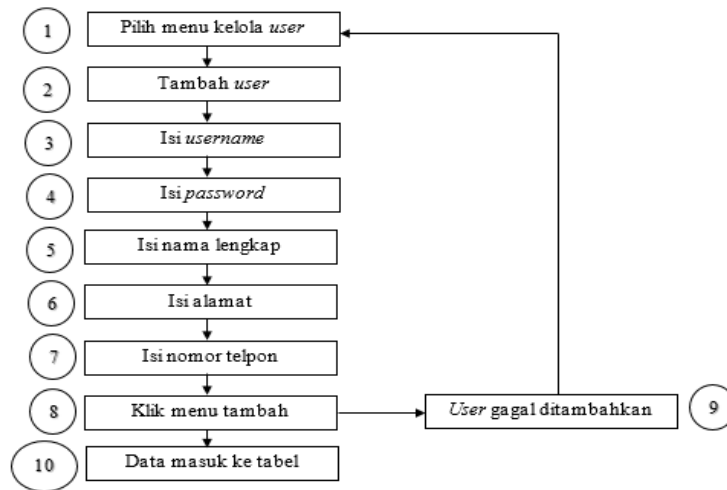 1 Pilih menu kelola user
2 Tambah user
3 Isi username
4 Isi password
5 Isi nama lengkap
6 Isi alamat
7 Isi nomor telpon
8 Klik menu tambah
User gagal ditambahkan 9
10 Data masuk ke tabel